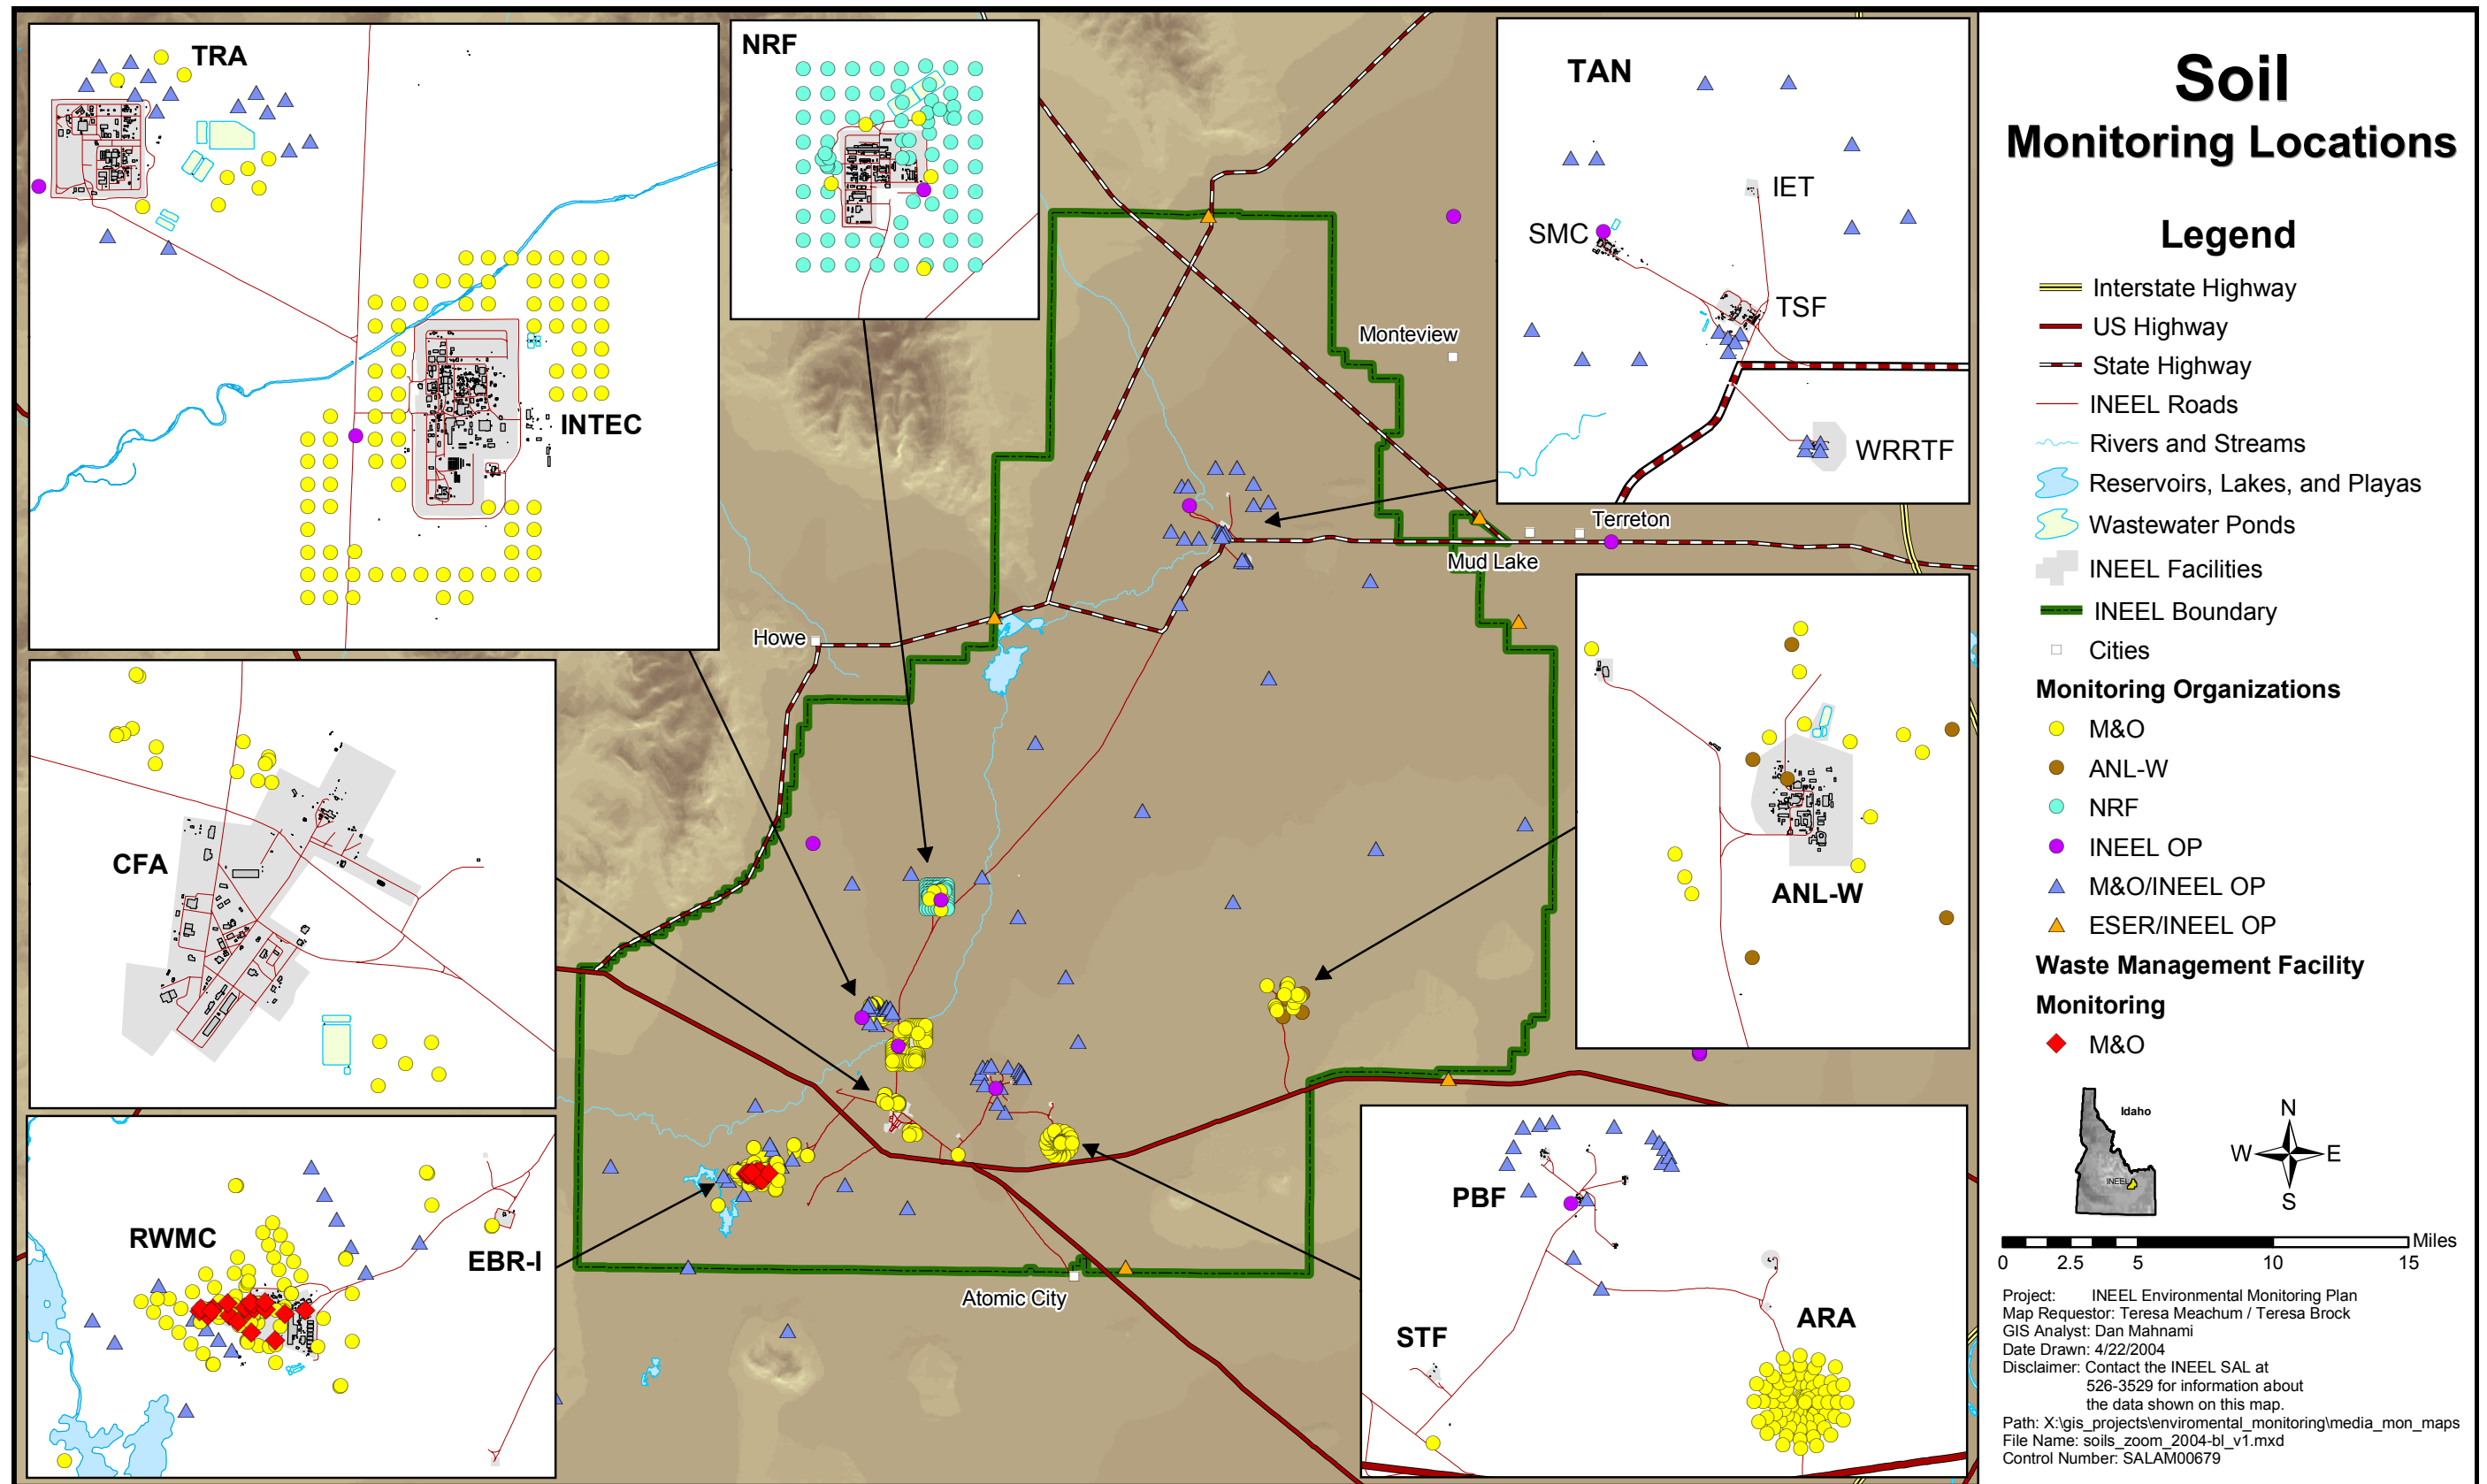 TRA
INTEC
NRF
TAN
IET
SMC
TSF
WRRTF
Monteview
Terreton
Mud Lake
Howe
CFA
ANL-W
RWMC
EBR-I
Atomic City
PBF
STF
ARA
Soil
Monitoring Locations
Legend
Interstate Highway
US Highway
State Highway
INEEL Roads
Rivers and Streams
Reservoirs, Lakes, and Playas
Wastewater Ponds
INEEL Facilities
INEEL Boundary
Cities
Monitoring Organizations
M&O
ANL-W
NRF
INEEL OP
M&O/INEEL OP
ESER/INEEL OP
Waste Management Facility
Monitoring
M&O
Idaho
INEEL
N
W E
S
Miles
0 2.5 5 10 15
Project: INEEL Environmental Monitoring Plan
Map Requestor: Teresa Meachum / Teresa Brock
GIS Analyst: Dan Mahnami
Date Drawn: 4/22/2004
Disclaimer: Contact the INEEL SAL at
526-3529 for information about
the data shown on this map.
Path: X:\gis_projects\enviromental_monitoring\media_mon_maps
File Name: soils_zoom_2004-bl_v1.mxd
Control Number: SALAM00679